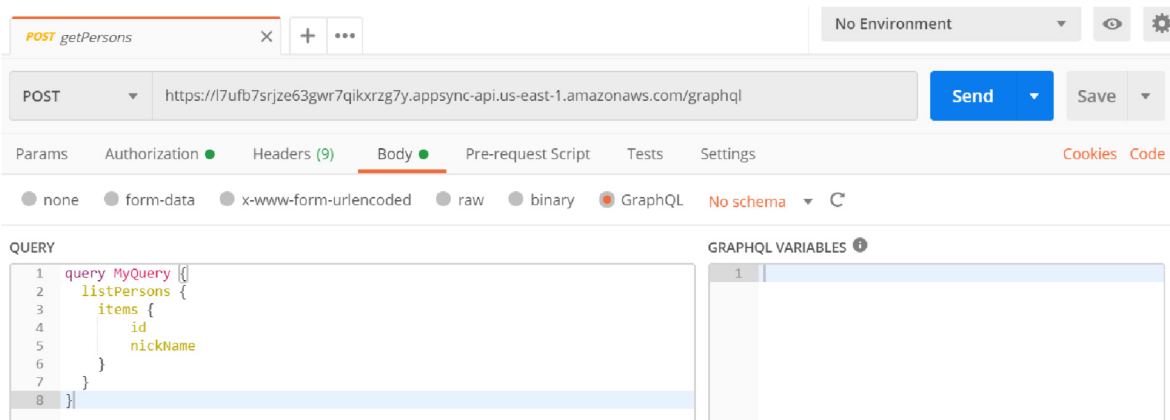 POST getPersons
No Environment
POST https://l7ufb7srjze63gwr7qikxrzg7y.appsync-api.us-east-1.amazonaws.com/graphql Send Save
Params Authorization Headers (9) Body Pre-request Script Tests Settings Cookies Code
none form-data x-www-form-urlencoded raw binary GraphQL No schema
QUERY GRAPHQL VARIABLES
1 query MyQuery { 1
2 listPersons {
3 items {
4 id
5 nickName
6 }
7 }
8 }